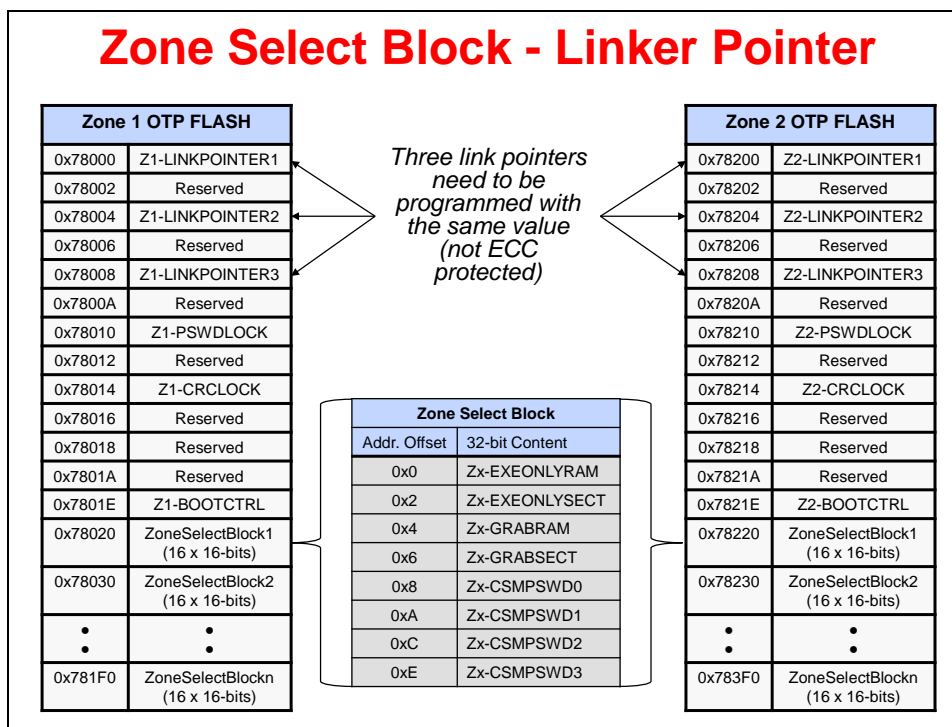 Zone Select Block - Linker Pointer
Zone 1 OTP FLASH
0x78000 Z1-LINKPOINTER1
0x78002 Reserved
0x78004 Z1-LINKPOINTER2
0x78006 Reserved
0x78008 Z1-LINKPOINTER3
0x7800A Reserved
0x78010 Z1-PSWDLOCK
0x78012 Reserved
0x78014 Z1-CRCLOCK
0x78016 Reserved
0x78018 Reserved
0x7801A Reserved
0x7801E Z1-BOOTCTRL
0x78020 ZoneSelectBlock1
(16 x 16-bits)
0x78030 ZoneSelectBlock2
(16 x 16-bits)
• •
• •
0x781F0 ZoneSelectBlockn
(16 x 16-bits)
Three link pointers
need to be
programmed with
the same value
(not ECC
protected)
Zone Select Block
Addr. Offset 32-bit Content
0x0 Zx-EXEONLYRAM
0x2 Zx-EXEONLYSECT
0x4 Zx-GRABRAM
0x6 Zx-GRABSECT
0x8 Zx-CSMPSWD0
0xA Zx-CSMPSWD1
0xC Zx-CSMPSWD2
0xE Zx-CSMPSWD3
Zone 2 OTP FLASH
0x78200 Z2-LINKPOINTER1
0x78202 Reserved
0x78204 Z2-LINKPOINTER2
0x78206 Reserved
0x78208 Z2-LINKPOINTER3
0x7820A Reserved
0x78210 Z2-PSWDLOCK
0x78212 Reserved
0x78214 Z2-CRCLOCK
0x78216 Reserved
0x78218 Reserved
0x7821A Reserved
0x7821E Z2-BOOTCTRL
0x78220 ZoneSelectBlock1
(16 x 16-bits)
0x78230 ZoneSelectBlock2
(16 x 16-bits)
• •
• •
0x783F0 ZoneSelectBlockn
(16 x 16-bits)